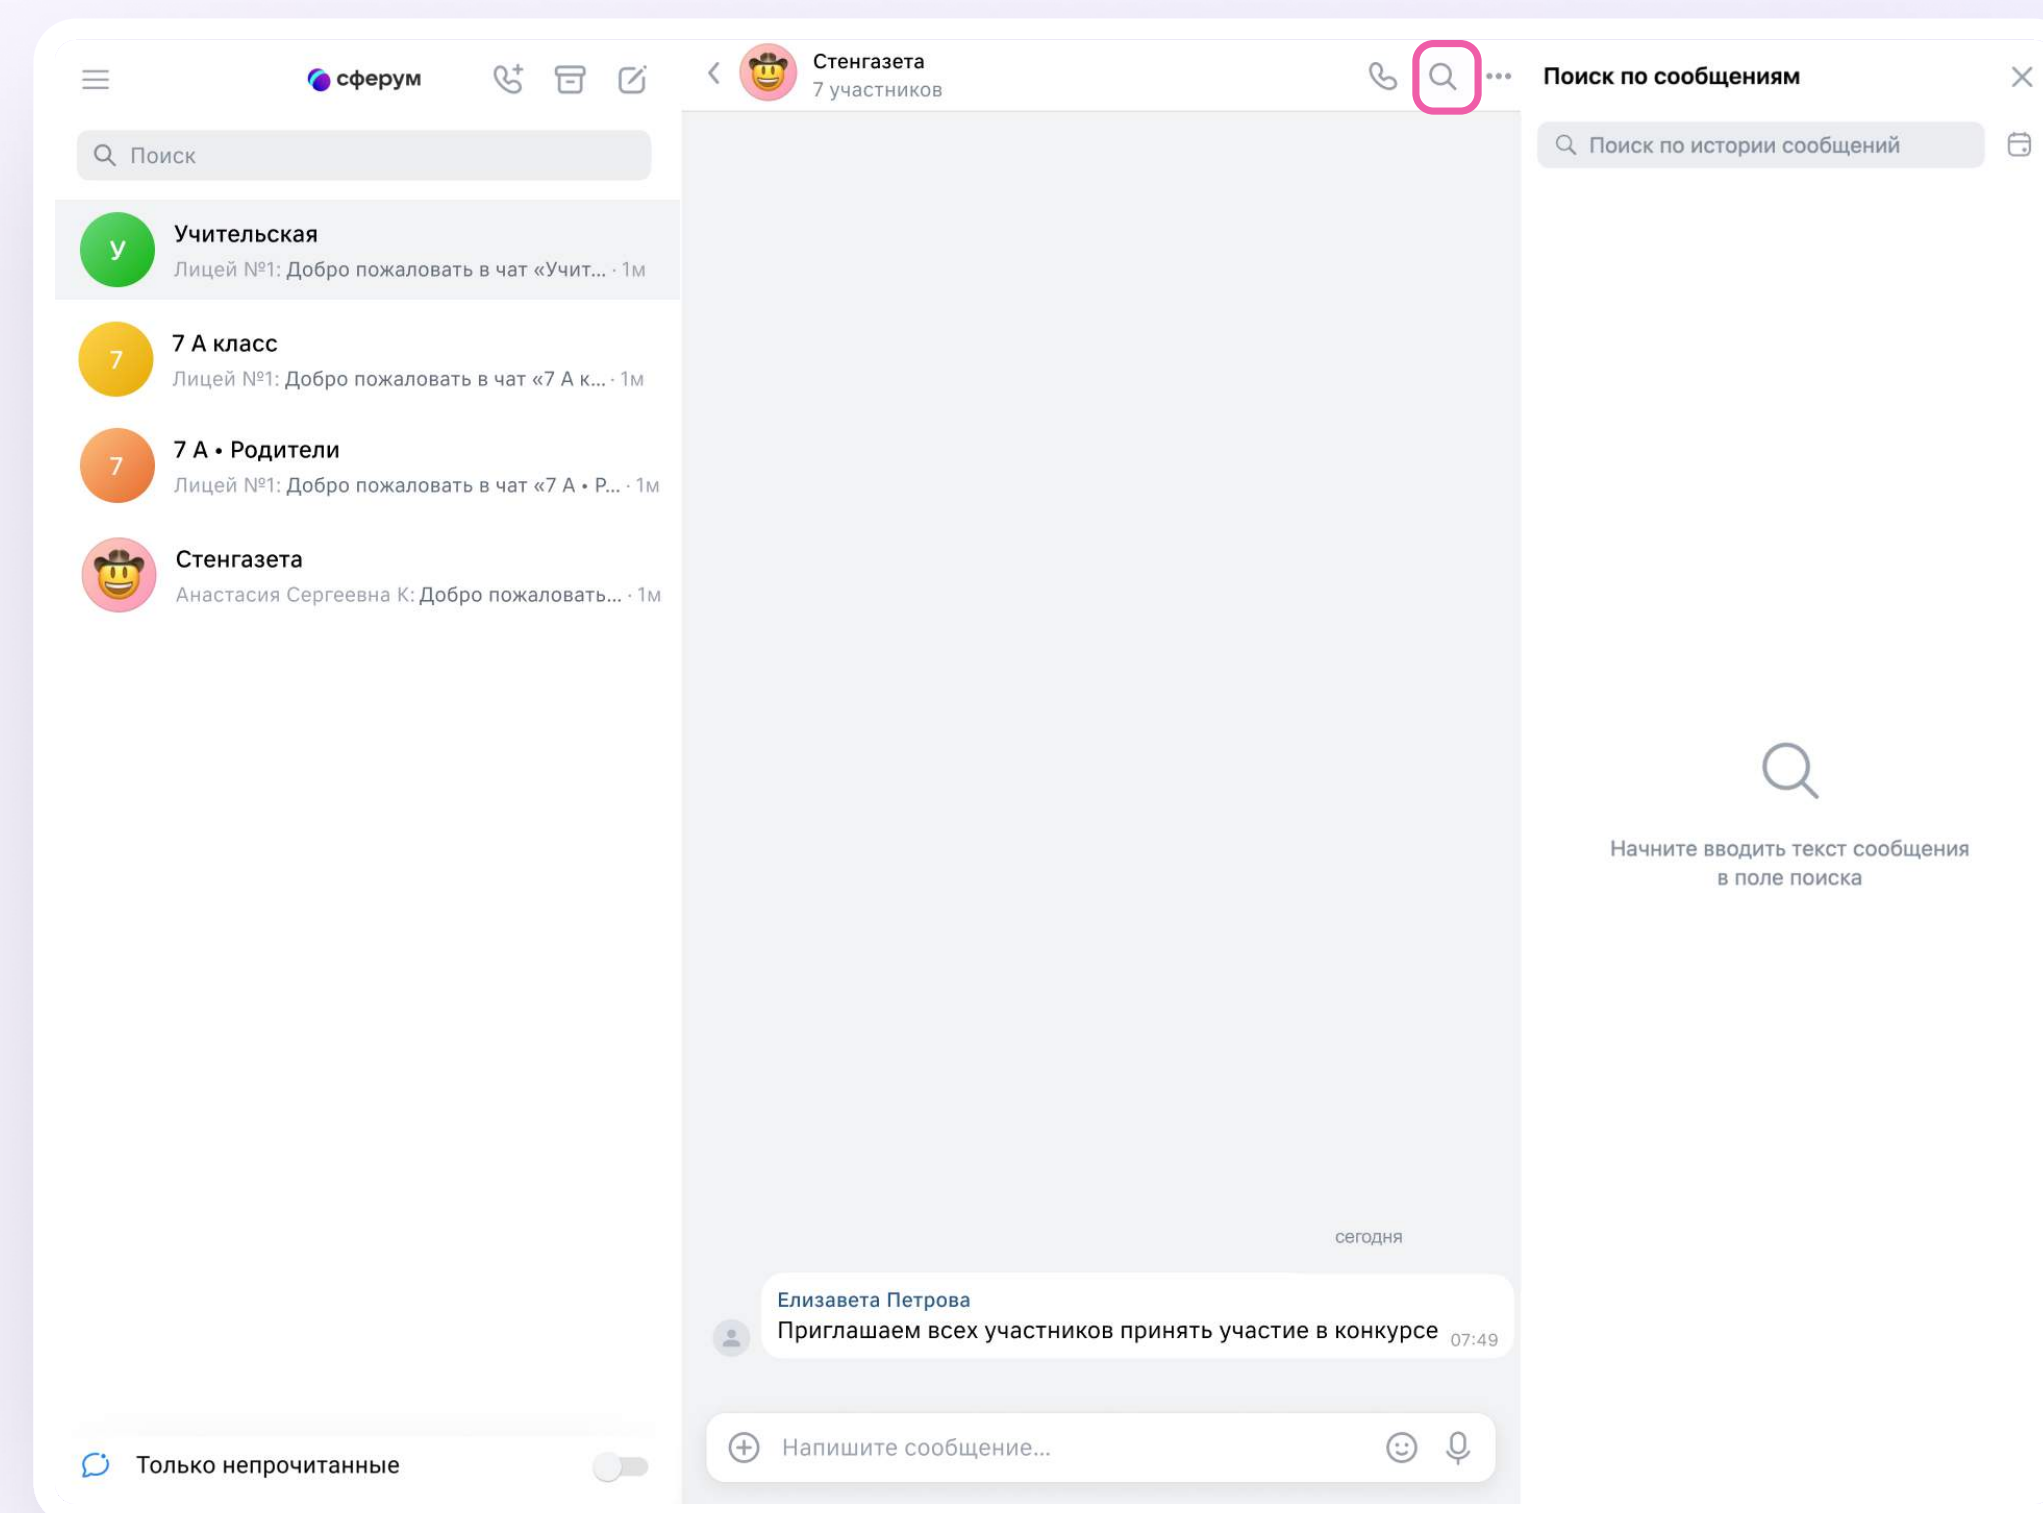 сферум
Поиск
У
Учительская
Лицей №1: Добро пожаловать в чат «Учит... · 1м
7
7 А класс
Лицей №1: Добро пожаловать в чат «7 А к... · 1м
7
7 А • Родители
Лицей №1: Добро пожаловать в чат «7 А • Р... · 1м
Стенгазета
Анастасия Сергеевна К: Добро пожаловать... · 1м
Только непрочитанные
Стенгазета
7 участников
сегодня
Елизавета Петрова
Приглашаем всех участников принять участие в конкурсе 07:49
Напишите сообщение...
Поиск по сообщениям
Поиск по истории сообщений
Начните вводить текст сообщения
в поле поиска